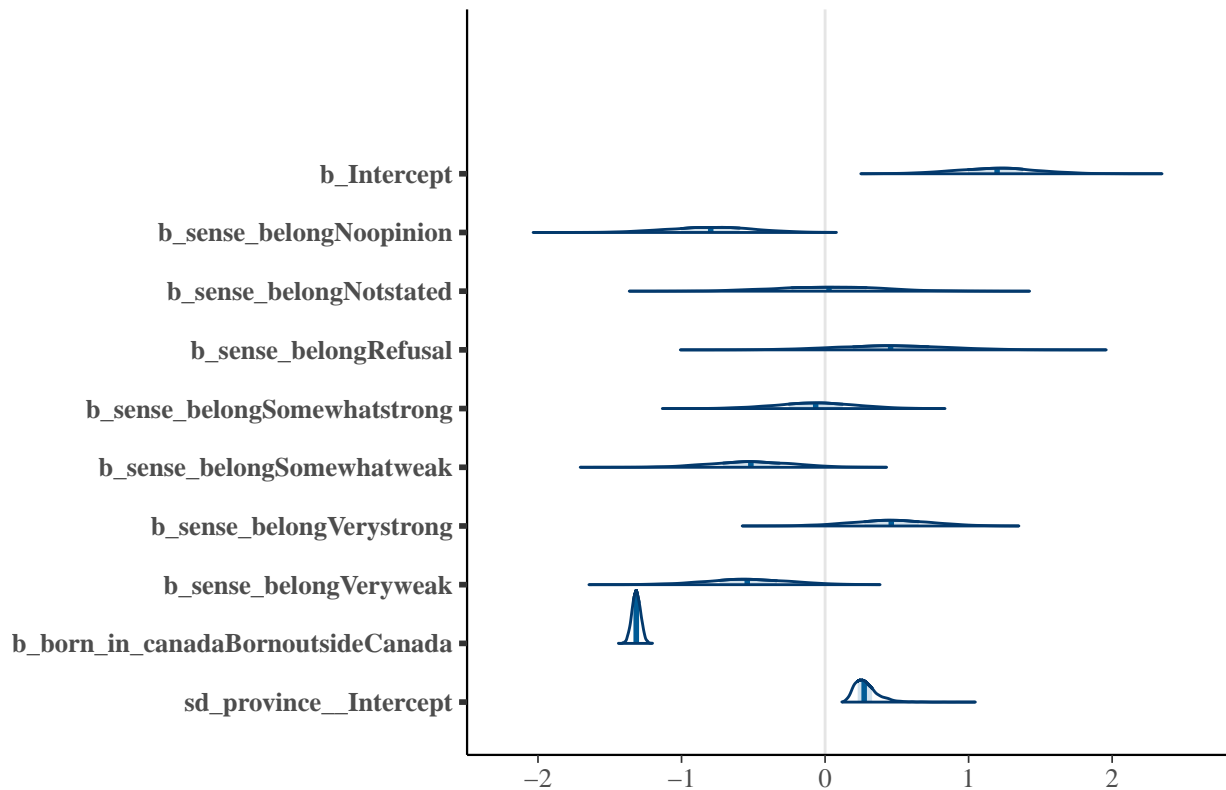 b_Intercept
b_sense_belongNoopinion
b_sense_belongNotstated
b_sense_belongRefusal
b_sense_belongSomewhatstrong
b_sense_belongSomewhatweak
b_sense_belongVerystrong
b_sense_belongVeryweak
b_born_in_canadaBornoutsideCanada
sd_province__Intercept
−2 −1 0 1 2